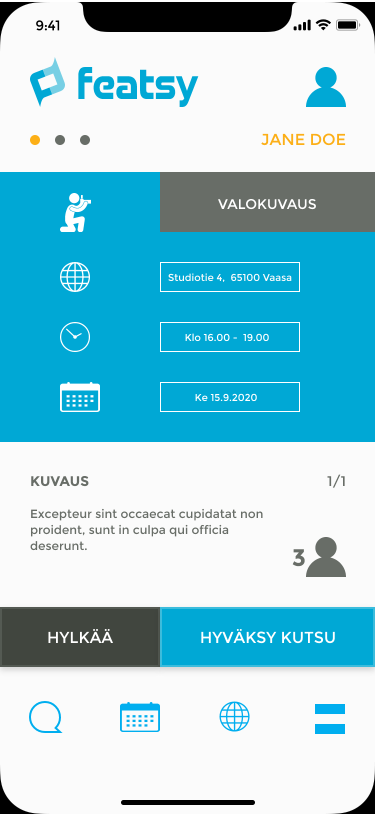 9:41
featsy
JANE DOE
VALOKUVAUS
Studiotie 4, 65100 Vaasa
Klo 16.00 - 19.00
Ke 15.9.2020
KUVAUS
1/1
Excepteur sint occaecat cupidatat non
proident, sunt in culpa qui officia
deserunt.
3
HYLKÄÄ
HYVÄKSY KUTSU